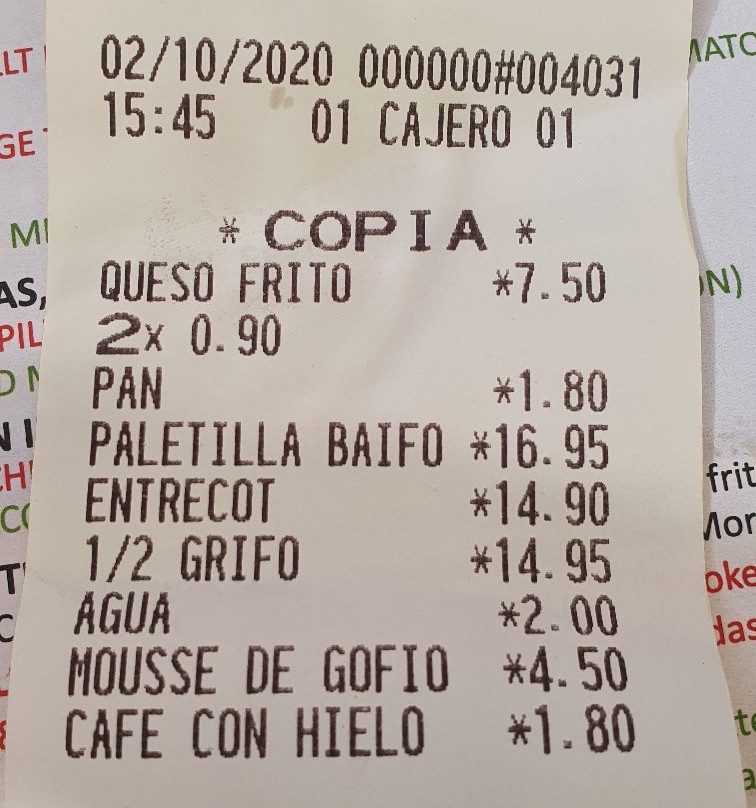 02/10/2020 000000#004031
15:45 01 CAJERO 01
* COPIA *
QUESO FRITO *7.50
2x 0.90
PAN *1.80
PALETILLA BAIFO *16.95
ENTRECOT *14.90
1/2 GRIFO *14.95
AGUA *2.00
MOUSSE DE GOFIO *4.50
CAFE CON HIELO *1.80